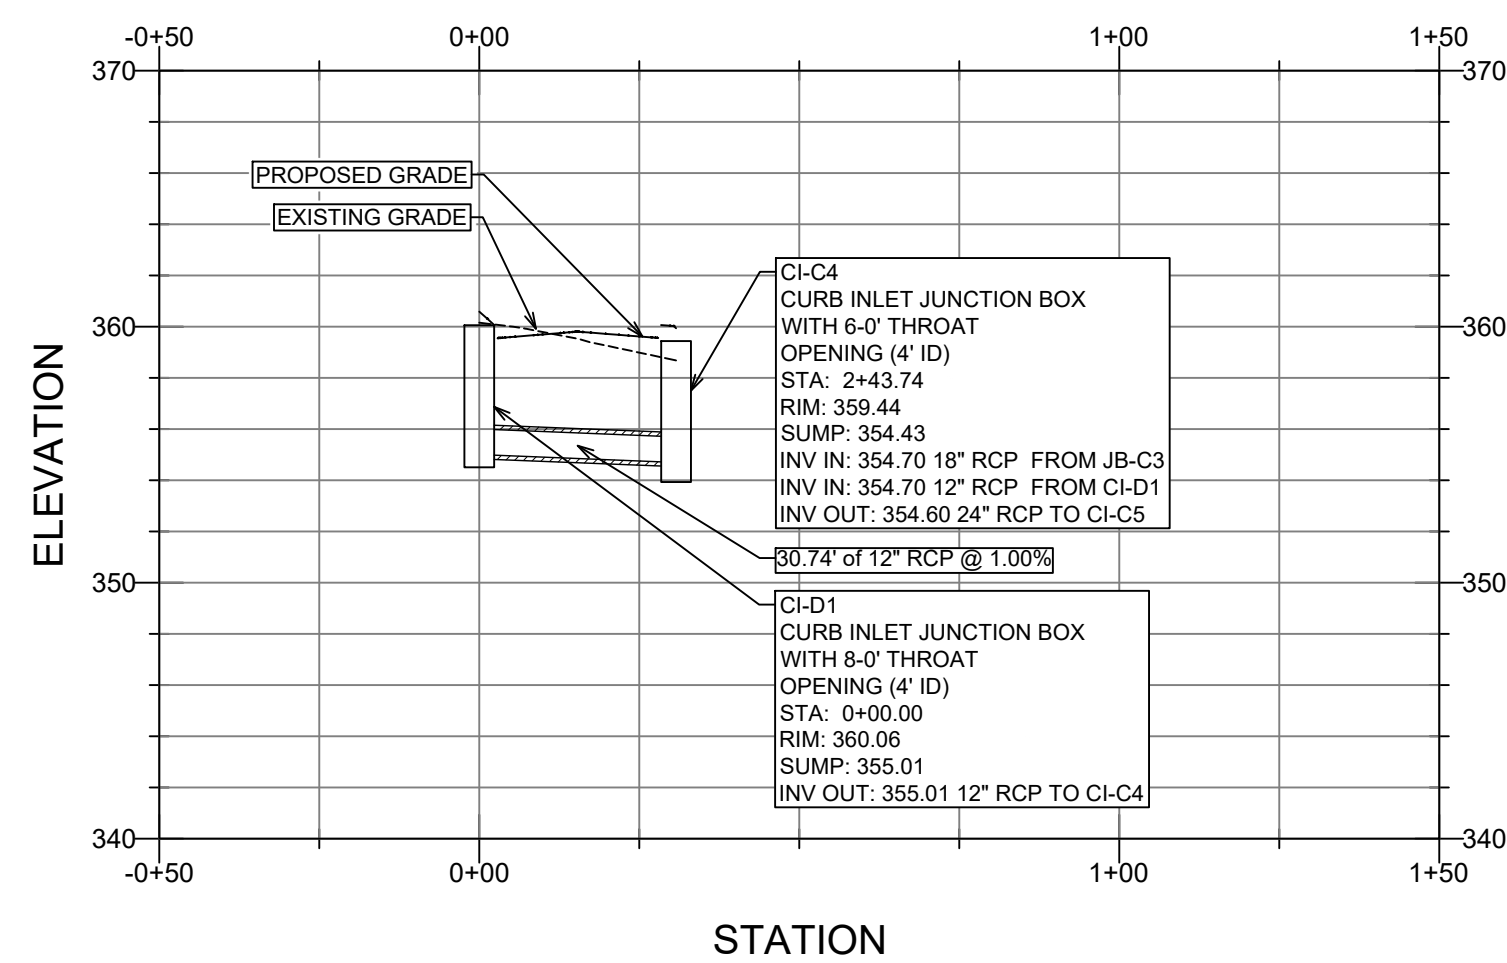 -0+50 0+00 1+00 1+50
370 370
PROPOSED GRADE
EXISTING GRADE
CI-C4
CURB INLET JUNCTION BOX
WITH 6-0' THROAT
OPENING (4' ID)
STA: 2+43.74
RIM: 359.44
SUMP: 354.43
INV IN: 354.70 18" RCP FROM JB-C3
INV IN: 354.70 12" RCP FROM CI-D1
INV OUT: 354.60 24" RCP TO CI-C5
360 360
ELEVATION
30.74' of 12" RCP @ 1.00%
350 350
CI-D1
CURB INLET JUNCTION BOX
WITH 8-0' THROAT
OPENING (4' ID)
STA: 0+00.00
RIM: 360.06
SUMP: 355.01
INV OUT: 355.01 12" RCP TO CI-C4
340 340
-0+50 0+00 1+00 1+50
STATION